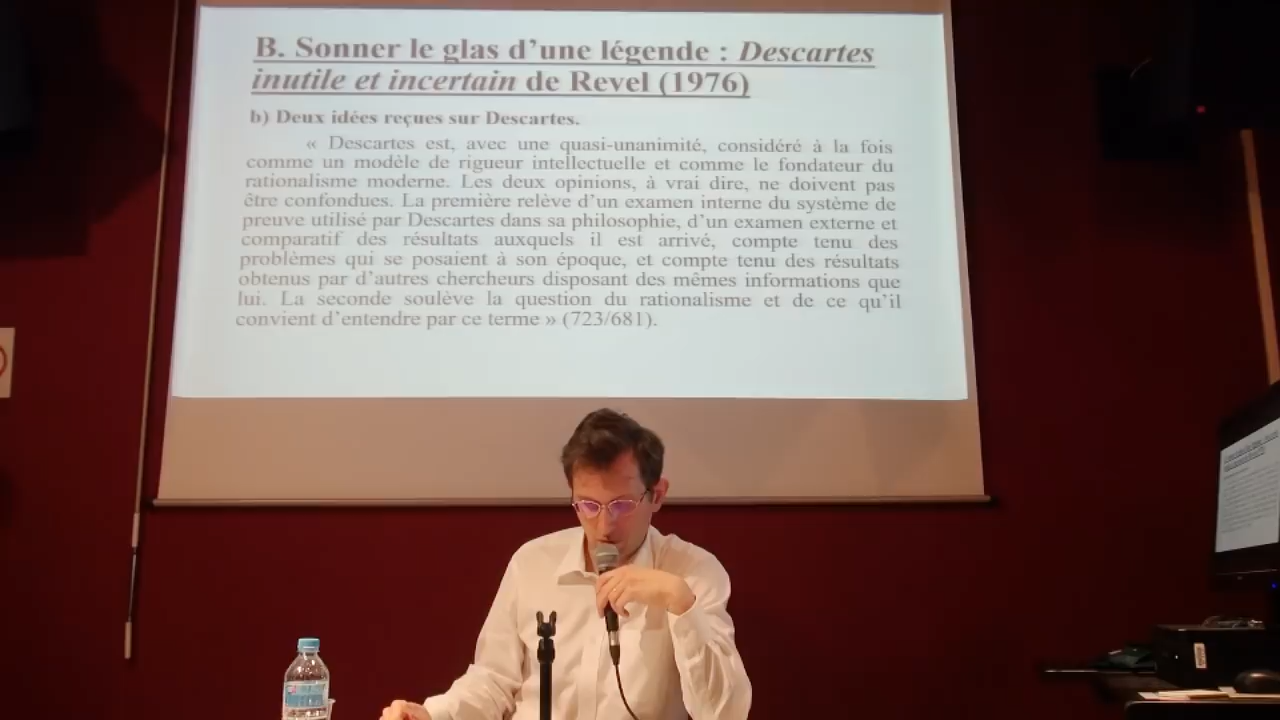 B. Sonner le glas d'une légende : Descartes
inutile et incertain de Revel (1976)
b) Deux idées reçues sur Descartes.
« Descartes est, avec une quasi-unanimité, considéré à la fois
comme un modèle de rigueur intellectuelle et comme le fondateur du
rationalisme moderne. Les deux opinions, à vrai dire, ne doivent pas
être confondues. La première relève d'un examen interne du système de
preuve utilisé par Descartes dans sa philosophie, d'un examen externe et
comparatif des résultats auxquels il est arrivé, compte tenu des
problèmes qui se posaient à son époque, et compte tenu des résultats
obtenus par d'autres chercheurs disposant des mêmes informations que
lui. La seconde soulève la question du rationalisme et de ce qu'il
convient d'entendre par ce terme » (723/681).